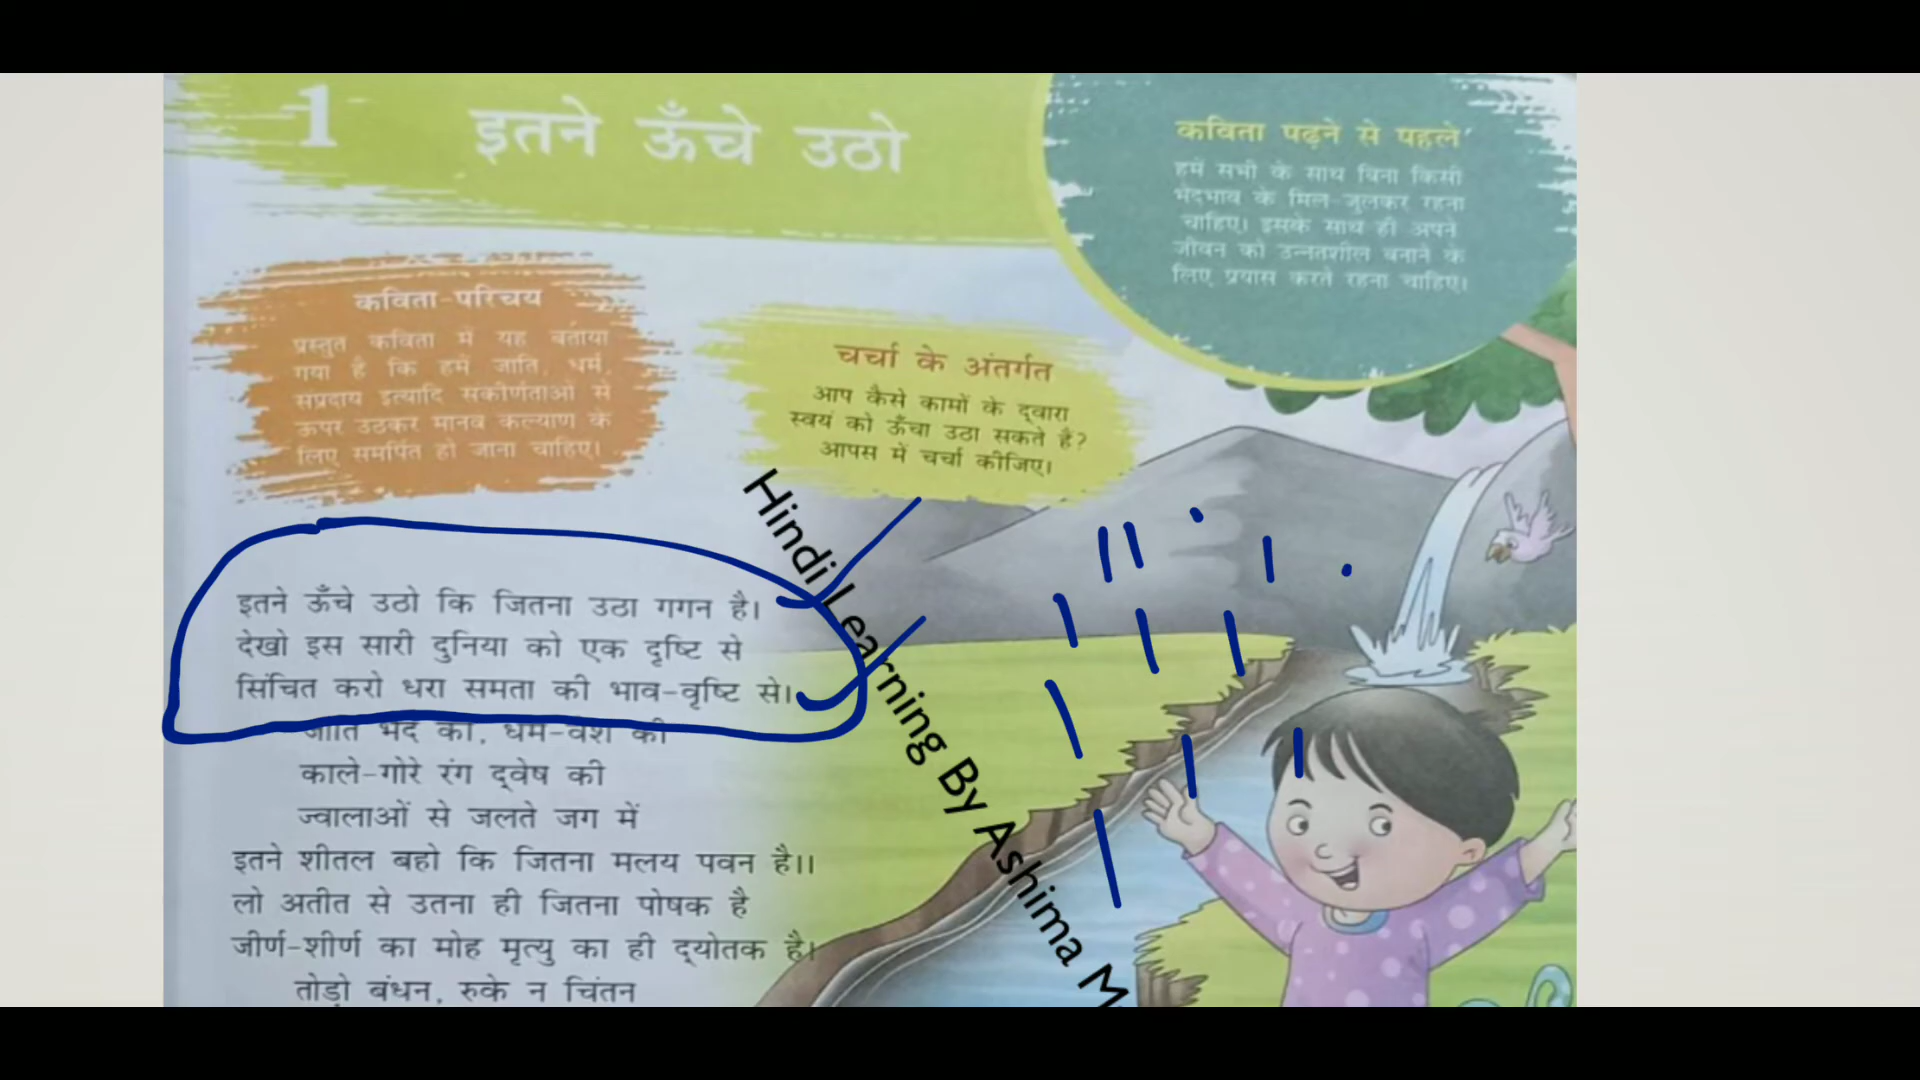 1
इतने ऊँचे उठो
कविता पढ़ने से पहले
हमें सभी के साथ बिना किसी
भेदभाव के मिल-जुलकर रहना
चाहिए। इसके साथ ही अपने
जीवन को उन्नतशील बनाने के
लिए प्रयास करते रहना चाहिए।
कविता-परिचय
प्रस्तुत कविता में यह बताया
गया है कि हमें जाति, धर्म,
संप्रदाय इत्यादि संकीर्णताओं से
ऊपर उठकर मानव कल्याण के
लिए समर्पित हो जाना चाहिए।
चर्चा के अंतर्गत
आप कैसे कामों के द्वारा
स्वयं को ऊँचा उठा सकते हैं?
आपस में चर्चा कीजिए।
इतने ऊँचे उठो कि जितना उठा गगन है।
देखो इस सारी दुनिया को एक दृष्टि से
सिंचित करो धरा समता की भाव-वृष्टि से।
जाति भेद की, धर्म-वेश की
काले-गोरे रंग द्वेष की
ज्वालाओं से जलते जग में
इतने शीतल बहो कि जितना मलय पवन है।।
लो अतीत से उतना ही जितना पोषक है
जीर्ण-शीर्ण का मोह मृत्यु का ही द्योतक है।
तोड़ो बंधन, रुके न चिंतन
Hindi Learning By Ashima M